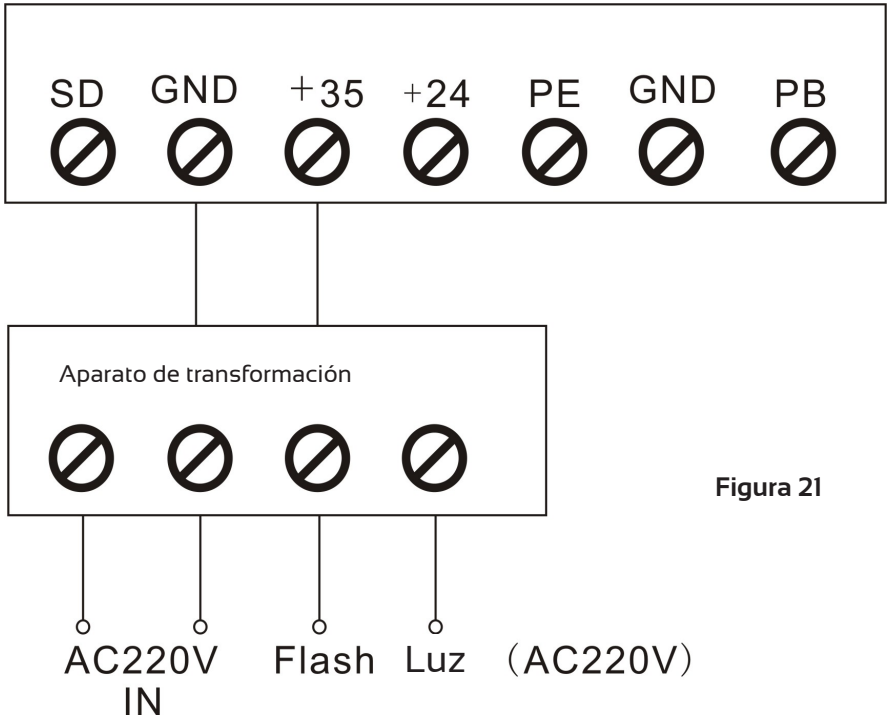 SD GND +35 +24 PE GND PB
Aparato de transformación
Figura 21
AC220V Flash Luz (AC220V)
IN